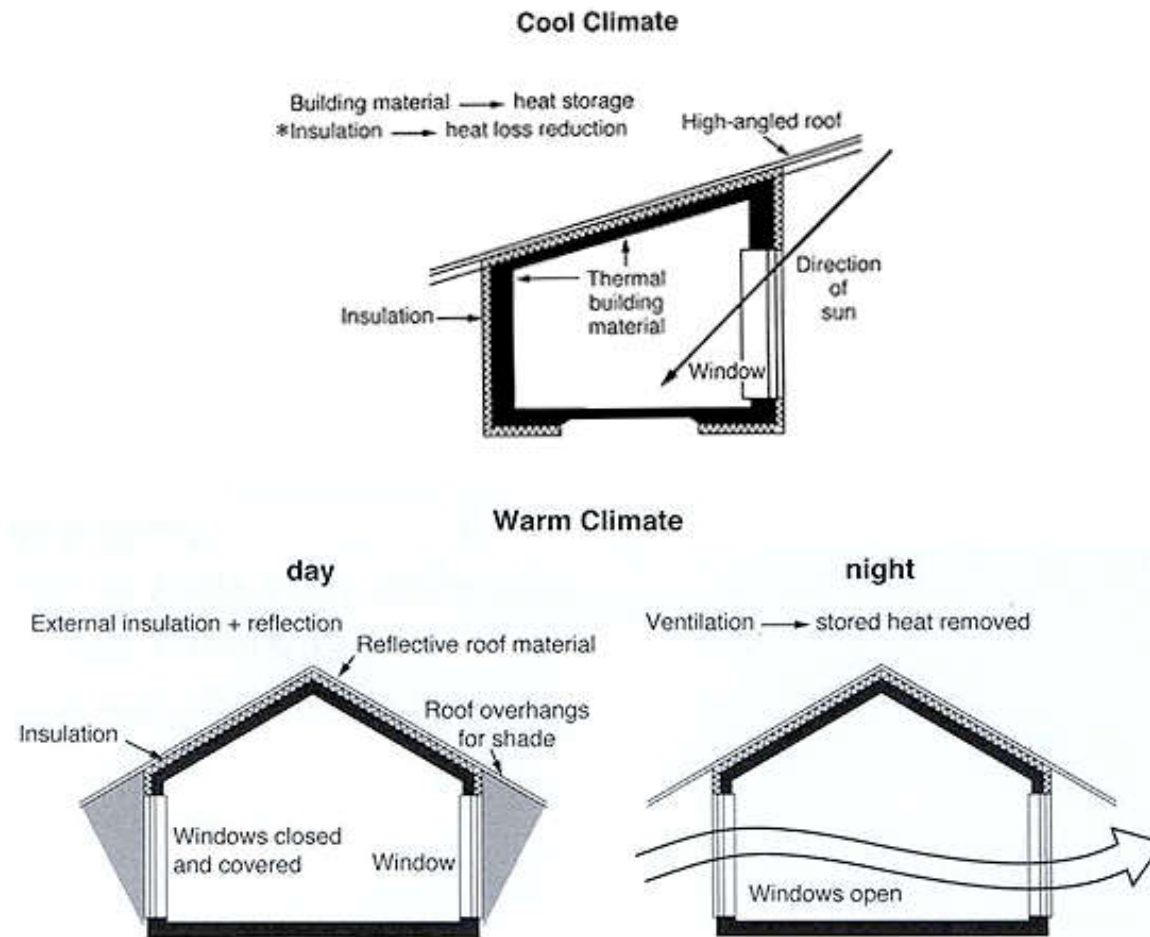 Cool Climate
Building material → heat storage
*Insulation → heat loss reduction
High-angled roof
Thermal
building
material
Insulation
Direction
of
sun
Window
Warm Climate
day
External insulation + reflection
Reflective roof material
Roof overhangs
for shade
Insulation
Windows closed
and covered
Window
night
Ventilation → stored heat removed
Windows open